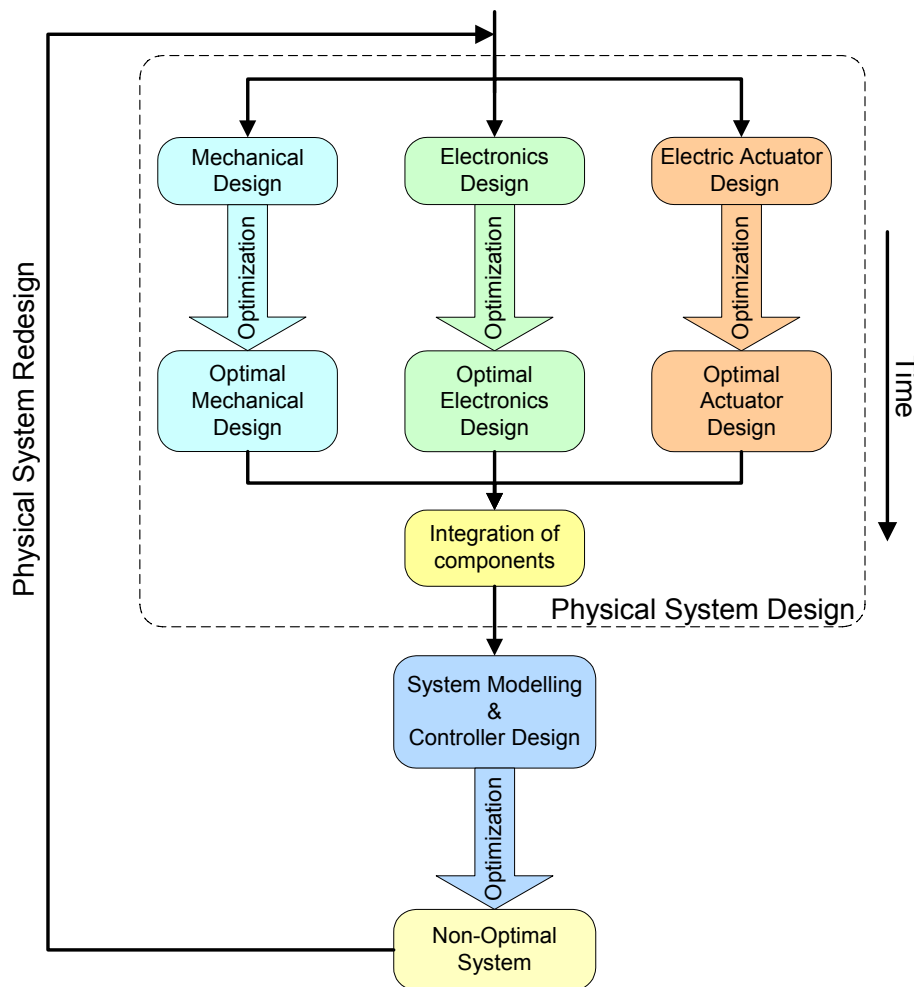 Mechanical
Design
Electronics
Design
Electric Actuator
Design
Optimization
Optimization
Optimization
Optimal
Mechanical
Design
Optimal
Electronics
Design
Optimal
Actuator
Design
Integration of
components
Physical System Design
System Modelling
&
Controller Design
Optimization
Non-Optimal
System
Physical System Redesign
Time